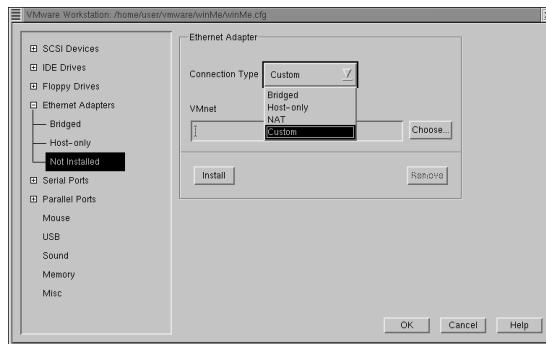 VMware Workstation: /home/user/vmware/winMe/winMe.cfg
SCSI Devices
IDE Drives
Floppy Drives
Ethernet Adapters
Bridged
Host-only
Not Installed
Serial Ports
Parallel Ports
Mouse
USB
Sound
Memory
Misc
Ethernet Adapter
Connection Type Custom
Bridged
Host-only
NAT
Custom
VMnet
Choose...
Install Remove
OK Cancel Help